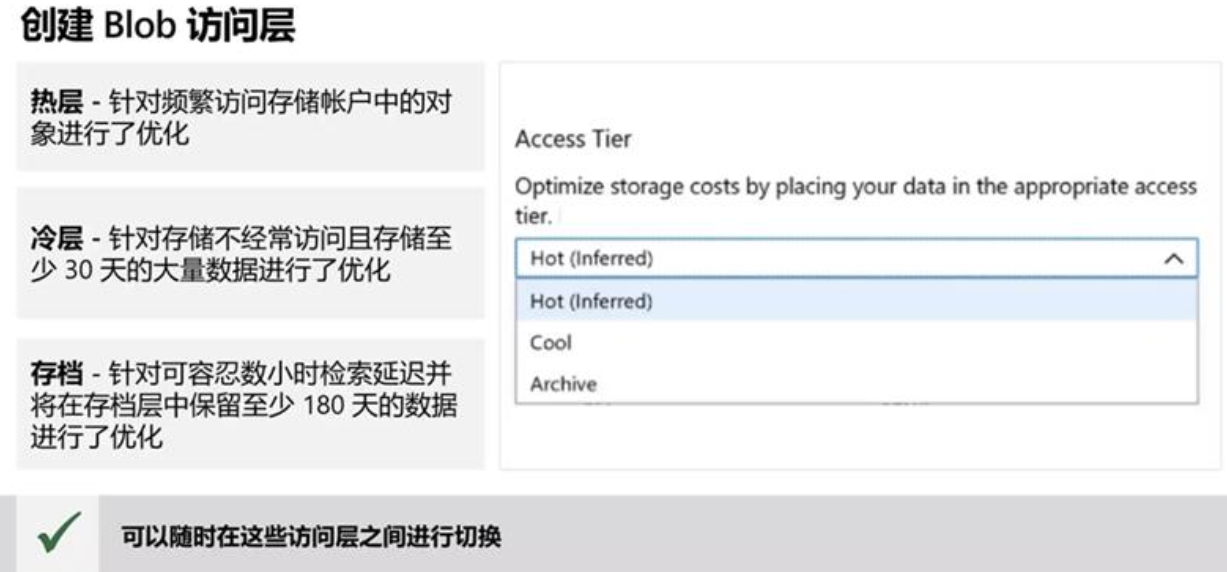 创建 Blob 访问层
热层 - 针对频繁访问存储帐户中的对
象进行了优化
冷层 - 针对存储不经常访问且存储至
少 30 天的大量数据进行了优化
存档 - 针对可容忍数小时检索延迟并
将在存档层中保留至少 180 天的数据
进行了优化
Access Tier
Optimize storage costs by placing your data in the appropriate access
tier.
Hot (Inferred)
Hot (Inferred)
Cool
Archive
可以随时在这些访问层之间进行切换